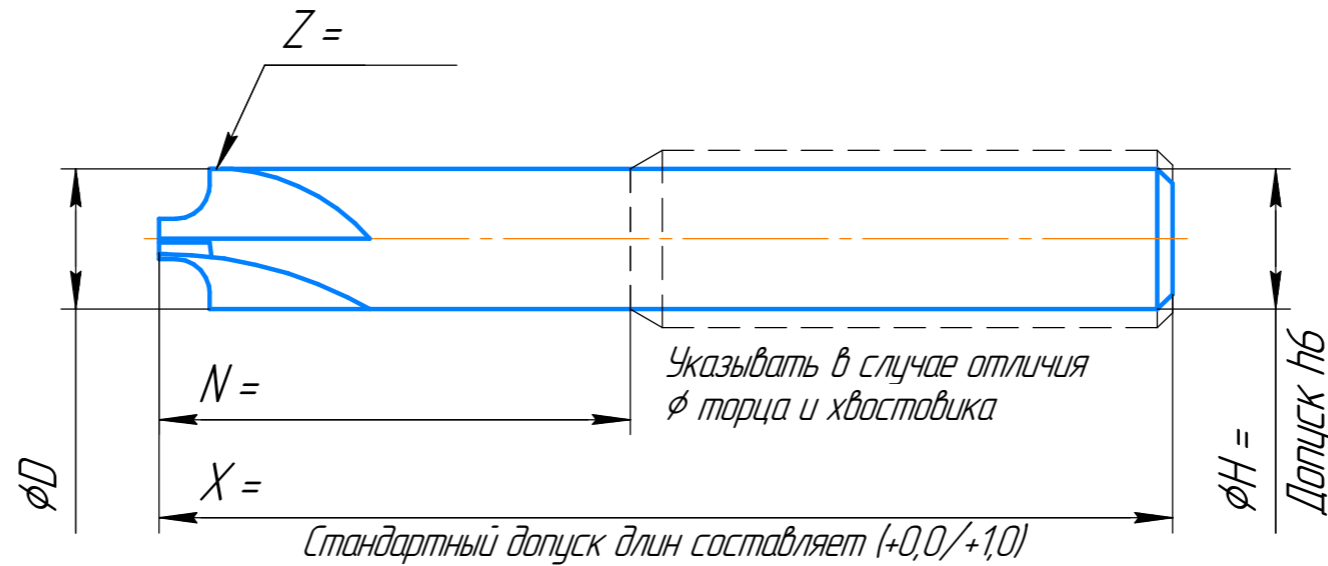 Z =
Указывать в случае отличия
ϕ торца и хвостовика
N =
X =
Стандартный допуск длин составляет (+0,0/+1,0)
ϕD
ϕH =
Допуск h6